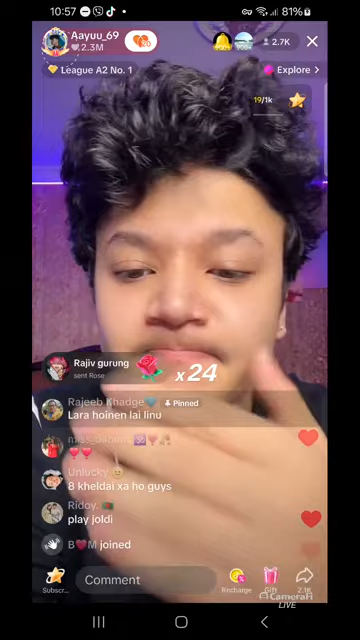 10:57
81%
Aayuu_69
2.3M
+20
2.7K
League A2 No. 1
Explore >
19/1k
Rajiv gurung
sent Rose
x24
Rajeeb Khadge
Pinned
Lara hoinen lai linu
Unlucky
8 kheldai xa ho guys
Ridoy
play joldi
B M joined
Subscr...
Comment
Recharge
Gift
2.1K
CameraFi
LIVE